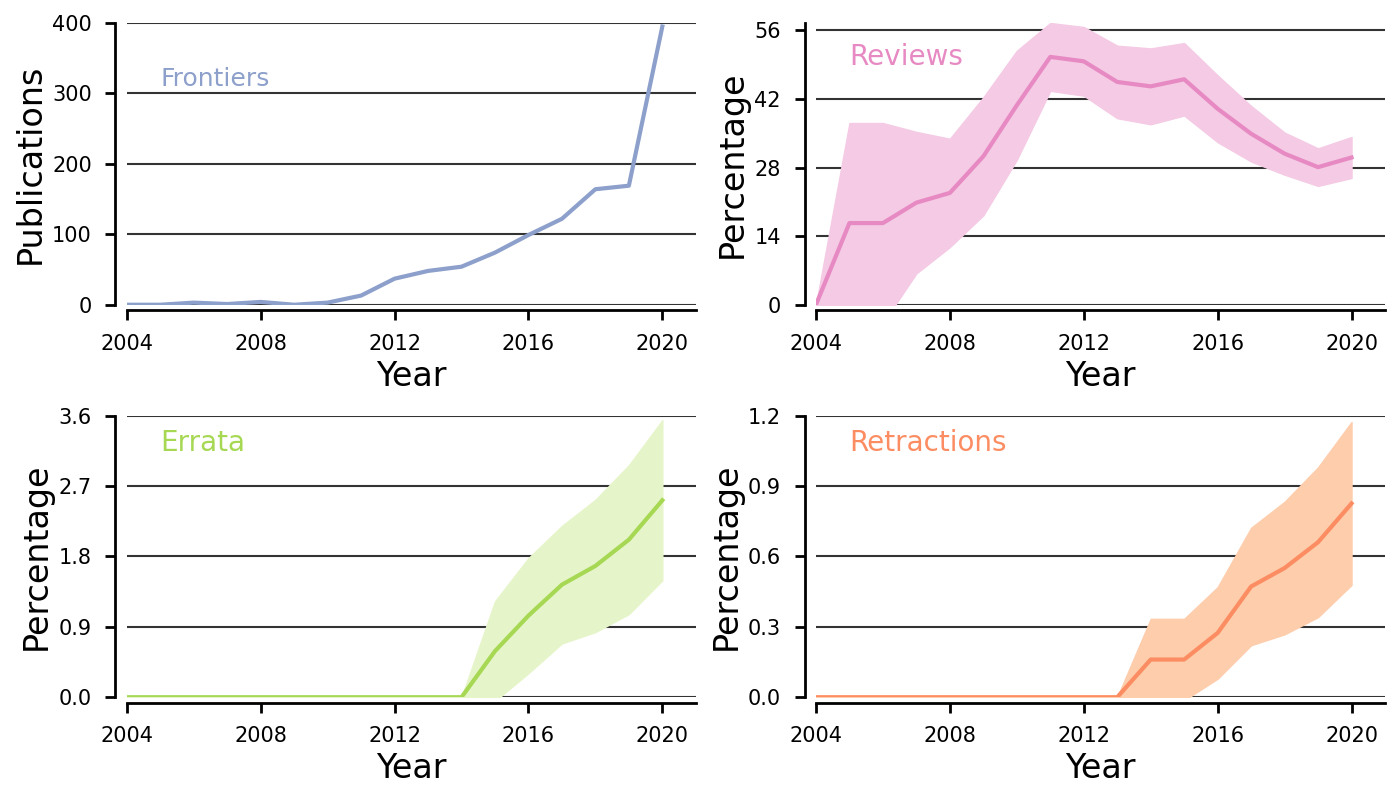 Publications
400
300
200
100
0
Frontiers
2004 2008 2012 2016 2020
Year
Percentage
56
42
28
14
0
Reviews
2004 2008 2012 2016 2020
Year
Percentage
3.6
2.7
1.8
0.9
0.0
Errata
2004 2008 2012 2016 2020
Year
Percentage
1.2
0.9
0.6
0.3
0.0
Retractions
2004 2008 2012 2016 2020
Year